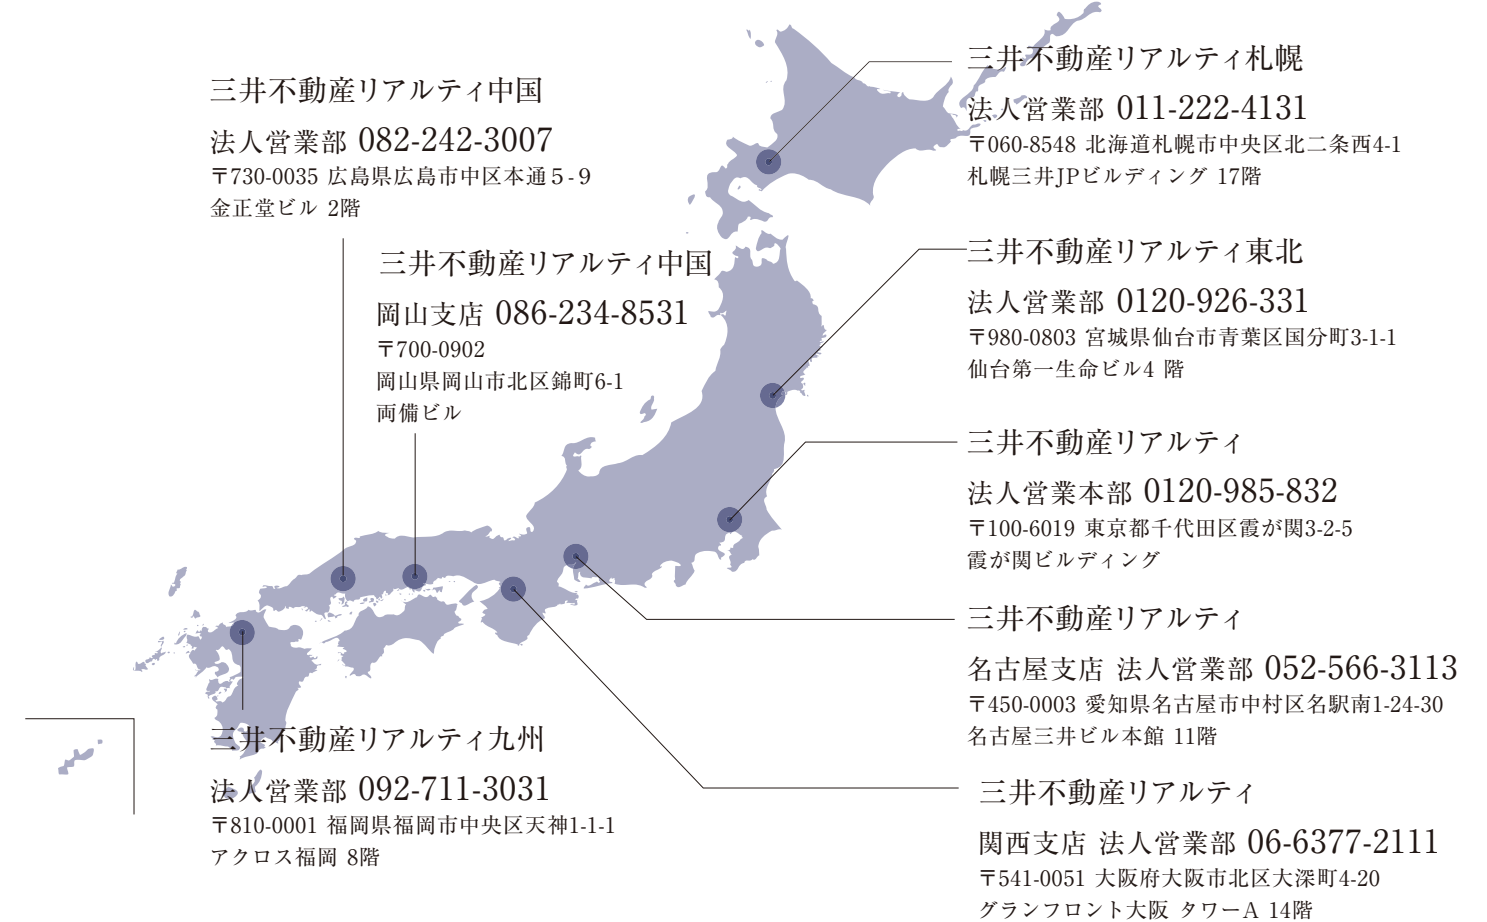 三井不動産リアルティ中国
法人営業部 082-242-3007
〒730-0035 広島県広島市中区本通5-9
金正堂ビル 2階
三井不動産リアルティ中国
岡山支店 086-234-8531
〒700-0902
岡山県岡山市北区錦町6-1
両備ビル
三井不動産リアルティ九州
法人営業部 092-711-3031
〒810-0001 福岡県福岡市中央区天神1-1-1
アクロス福岡 8階
三井不動産リアルティ札幌
法人営業部 011-222-4131
〒060-8548 北海道札幌市中央区北二条西4-1
札幌三井JPビルディング 17階
三井不動産リアルティ東北
法人営業部 0120-926-331
〒980-0803 宮城県仙台市青葉区国分町3-1-1
仙台第一生命ビル4 階
三井不動産リアルティ
法人営業本部 0120-985-832
〒100-6019 東京都千代田区霞が関3-2-5
霞が関ビルディング
三井不動産リアルティ
名古屋支店 法人営業部 052-566-3113
〒450-0003 愛知県名古屋市中村区名駅南1-24-30
名古屋三井ビル本館 11階
三井不動産リアルティ
関西支店 法人営業部 06-6377-2111
〒541-0051 大阪府大阪市北区大深町4-20
グランフロント大阪 タワーA 14階